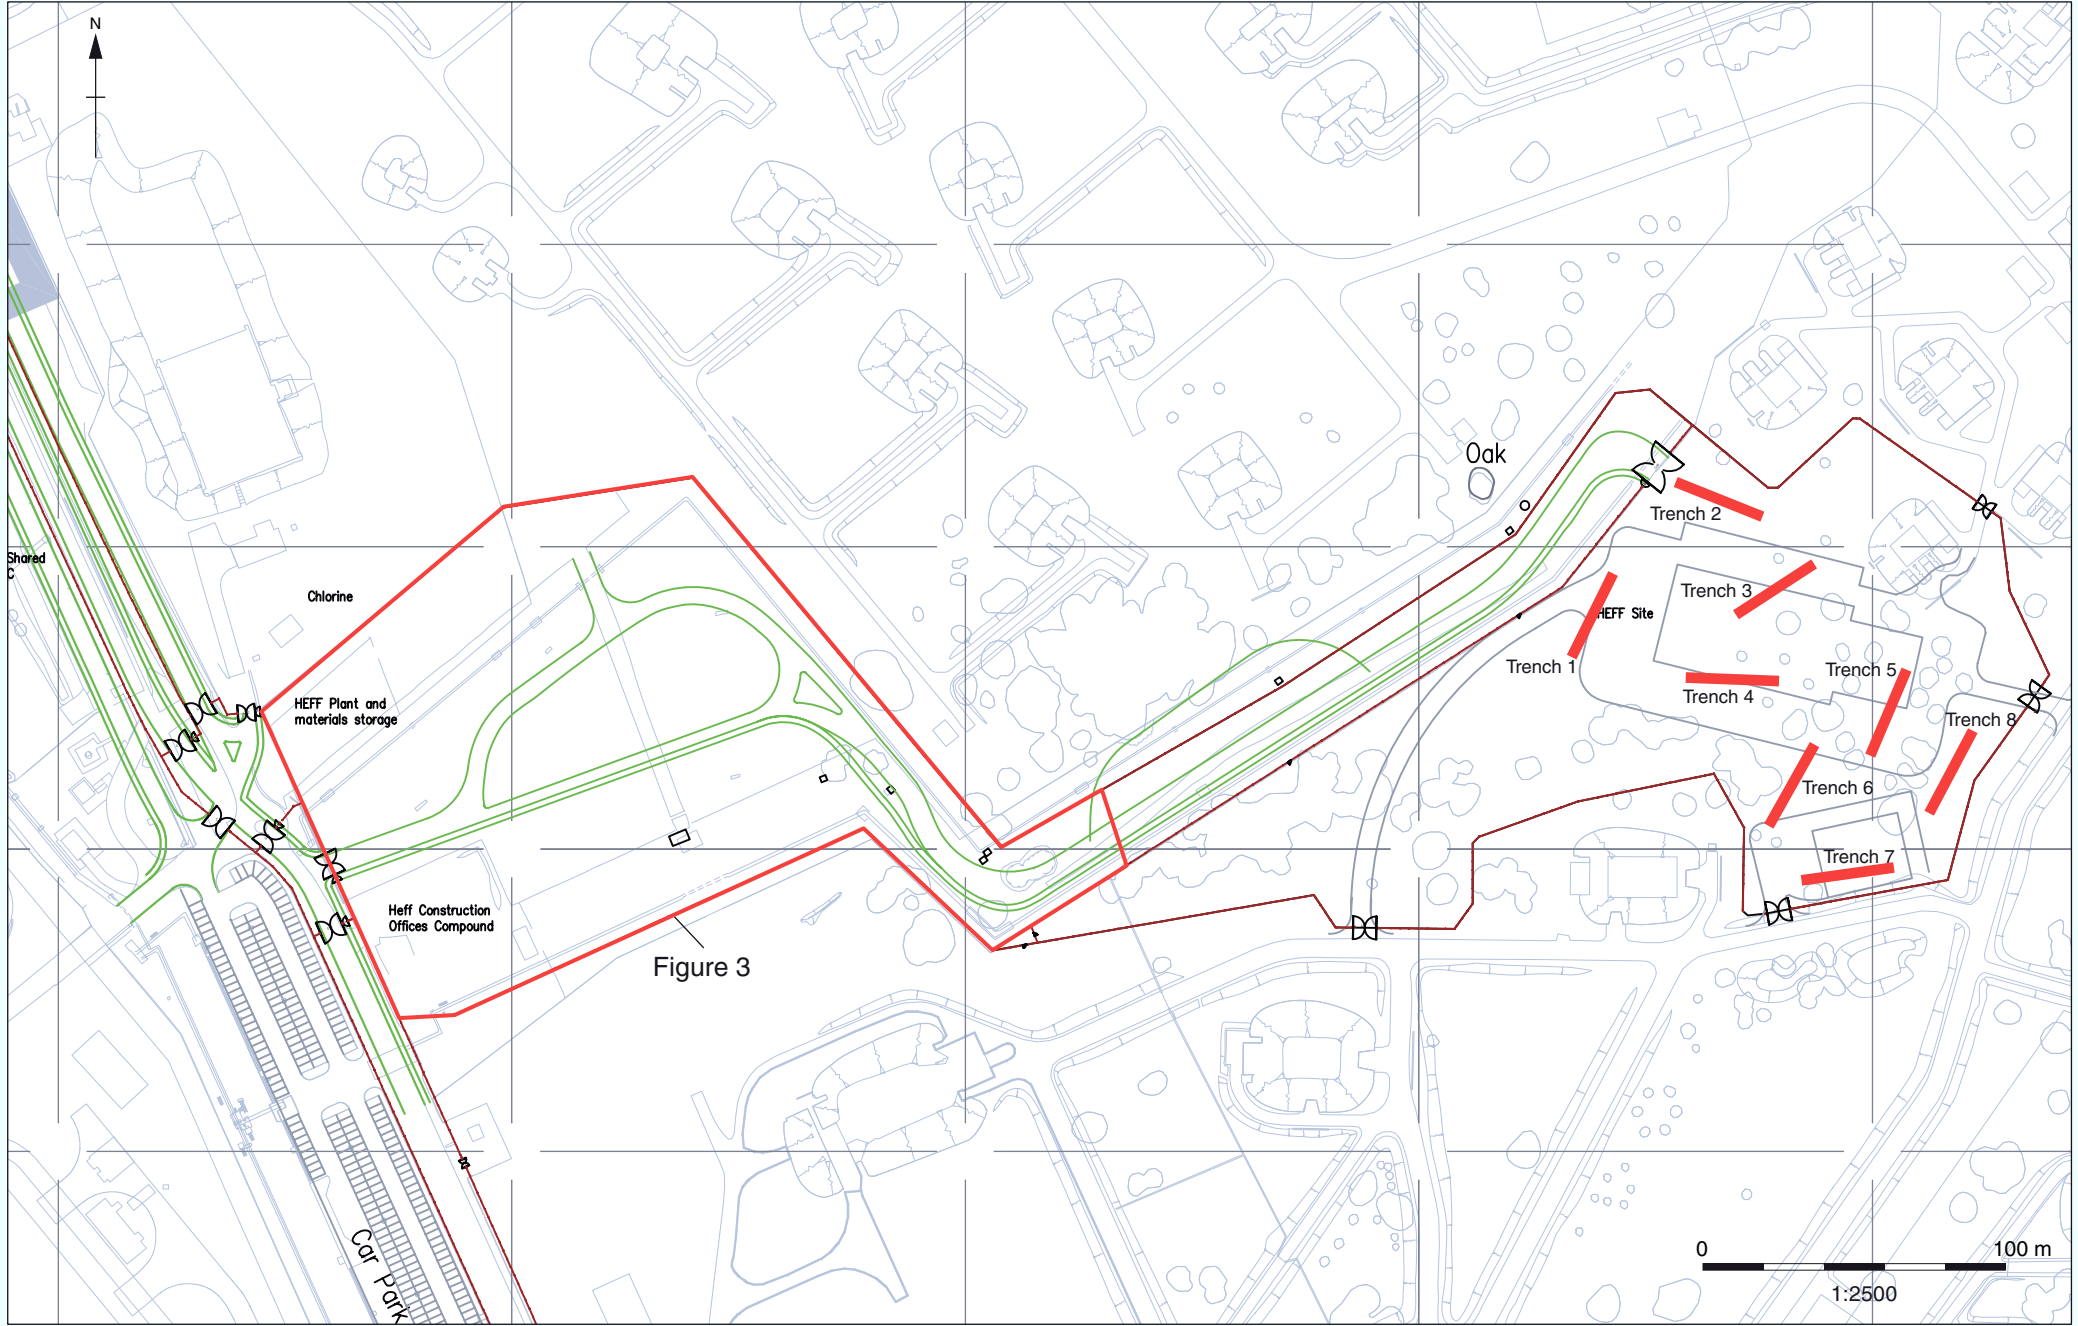 N
Oak
Trench 2
Shared
C
Chlorine
Trench 3
HEFF Site
Trench 1
Trench 5
Trench 4
HEFF Plant and
materials storage
Trench 8
Trench 6
Trench 7
Heff Construction
Offices Compound
Figure 3
Car Park
0 100 m
1:2500